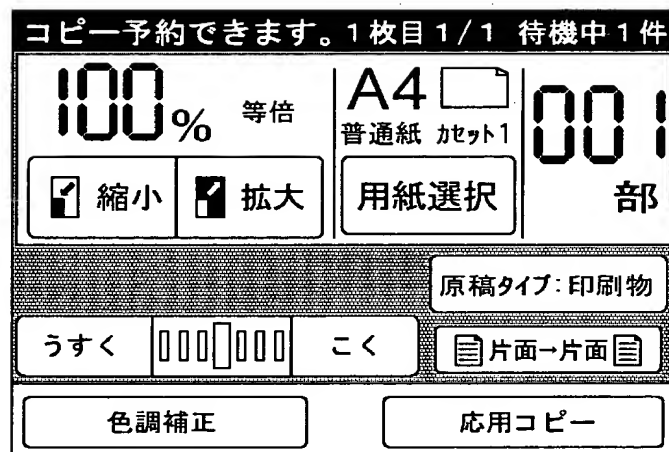 コピー予約できます。1枚目1/1 待機中1件
100% 等倍
A4
普通紙 カセット1
001
部
縮小
拡大
用紙選択
原稿タイプ:印刷物
うすく
こく
片面→片面
色調補正
応用コピー